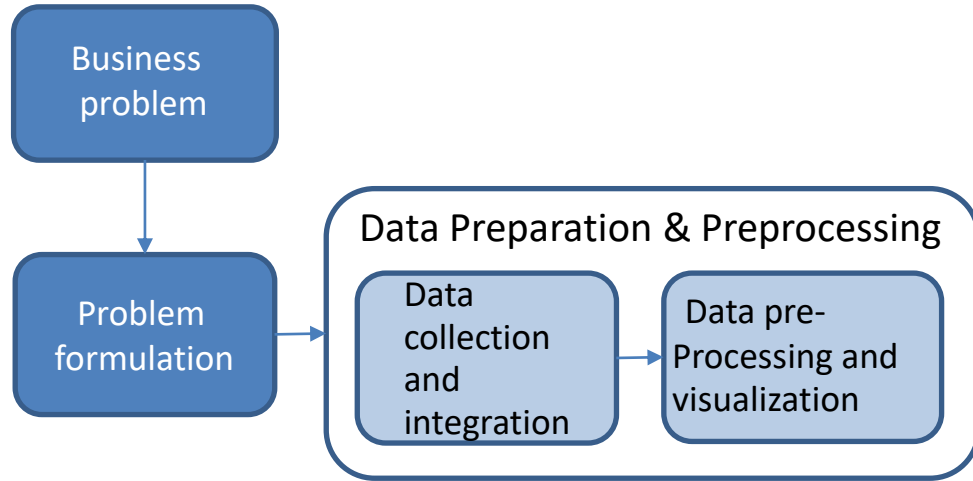 Business
problem
Problem
formulation
Data Preparation & Preprocessing
Data
collection
and
integration
Data pre-
Processing and
visualization